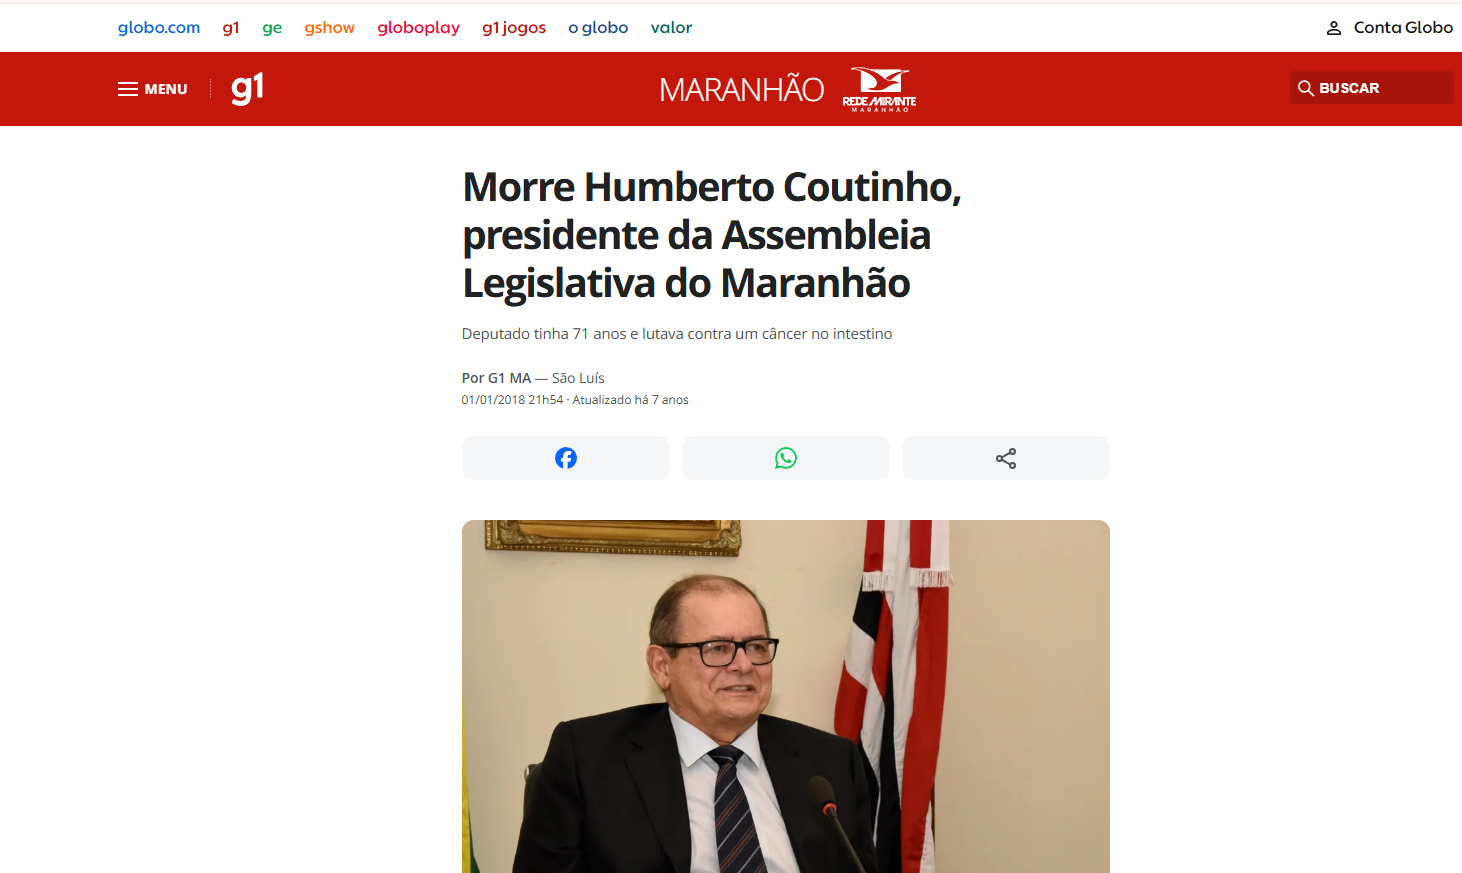 globo.com g1 ge gshow globoplay g1 jogos o globo valor Conta Globo
MENU g1 MARANHÃO REDE MIRANTE BUSCAR
MARANHÃO
Morre Humberto Coutinho,
presidente da Assembleia
Legislativa do Maranhão
Deputado tinha 71 anos e lutava contra um câncer no intestino
Por G1 MA — São Luís
01/01/2018 21h54 · Atualizado há 7 anos